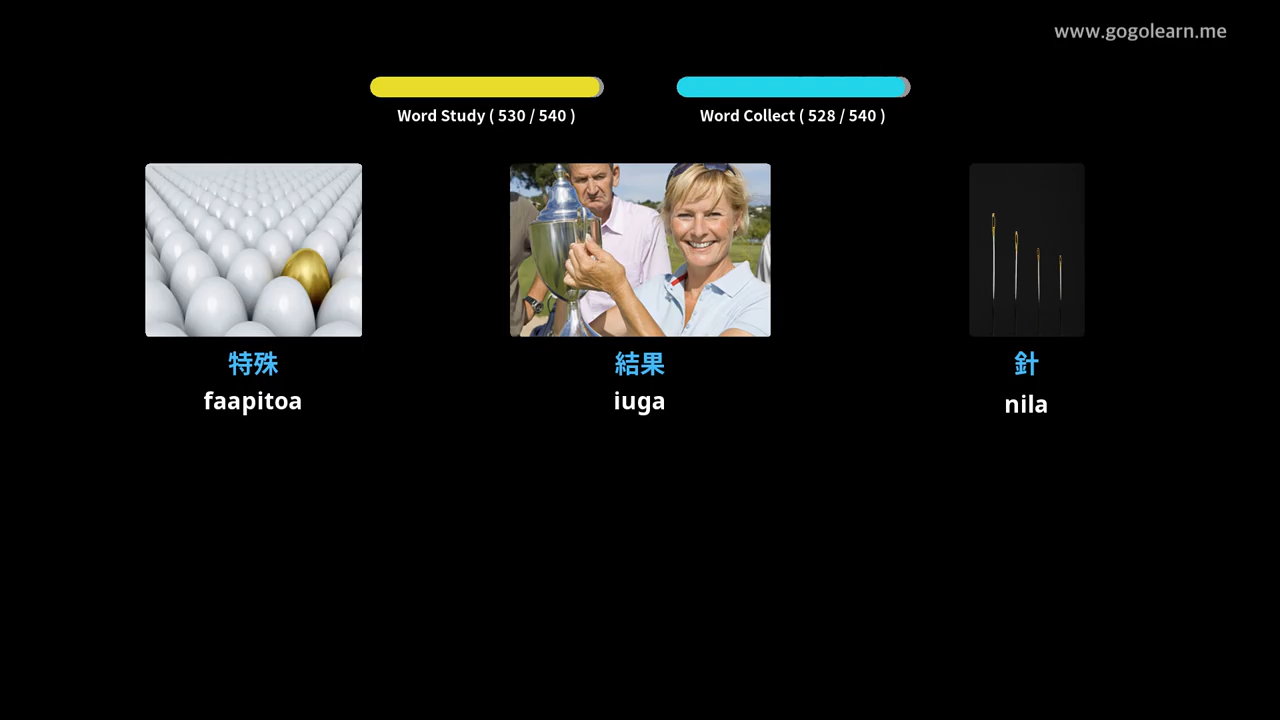 www.gogolearn.me
Word Study ( 530 / 540 )
Word Collect ( 528 / 540 )
特殊
faapitoa
結果
iuga
針
nila